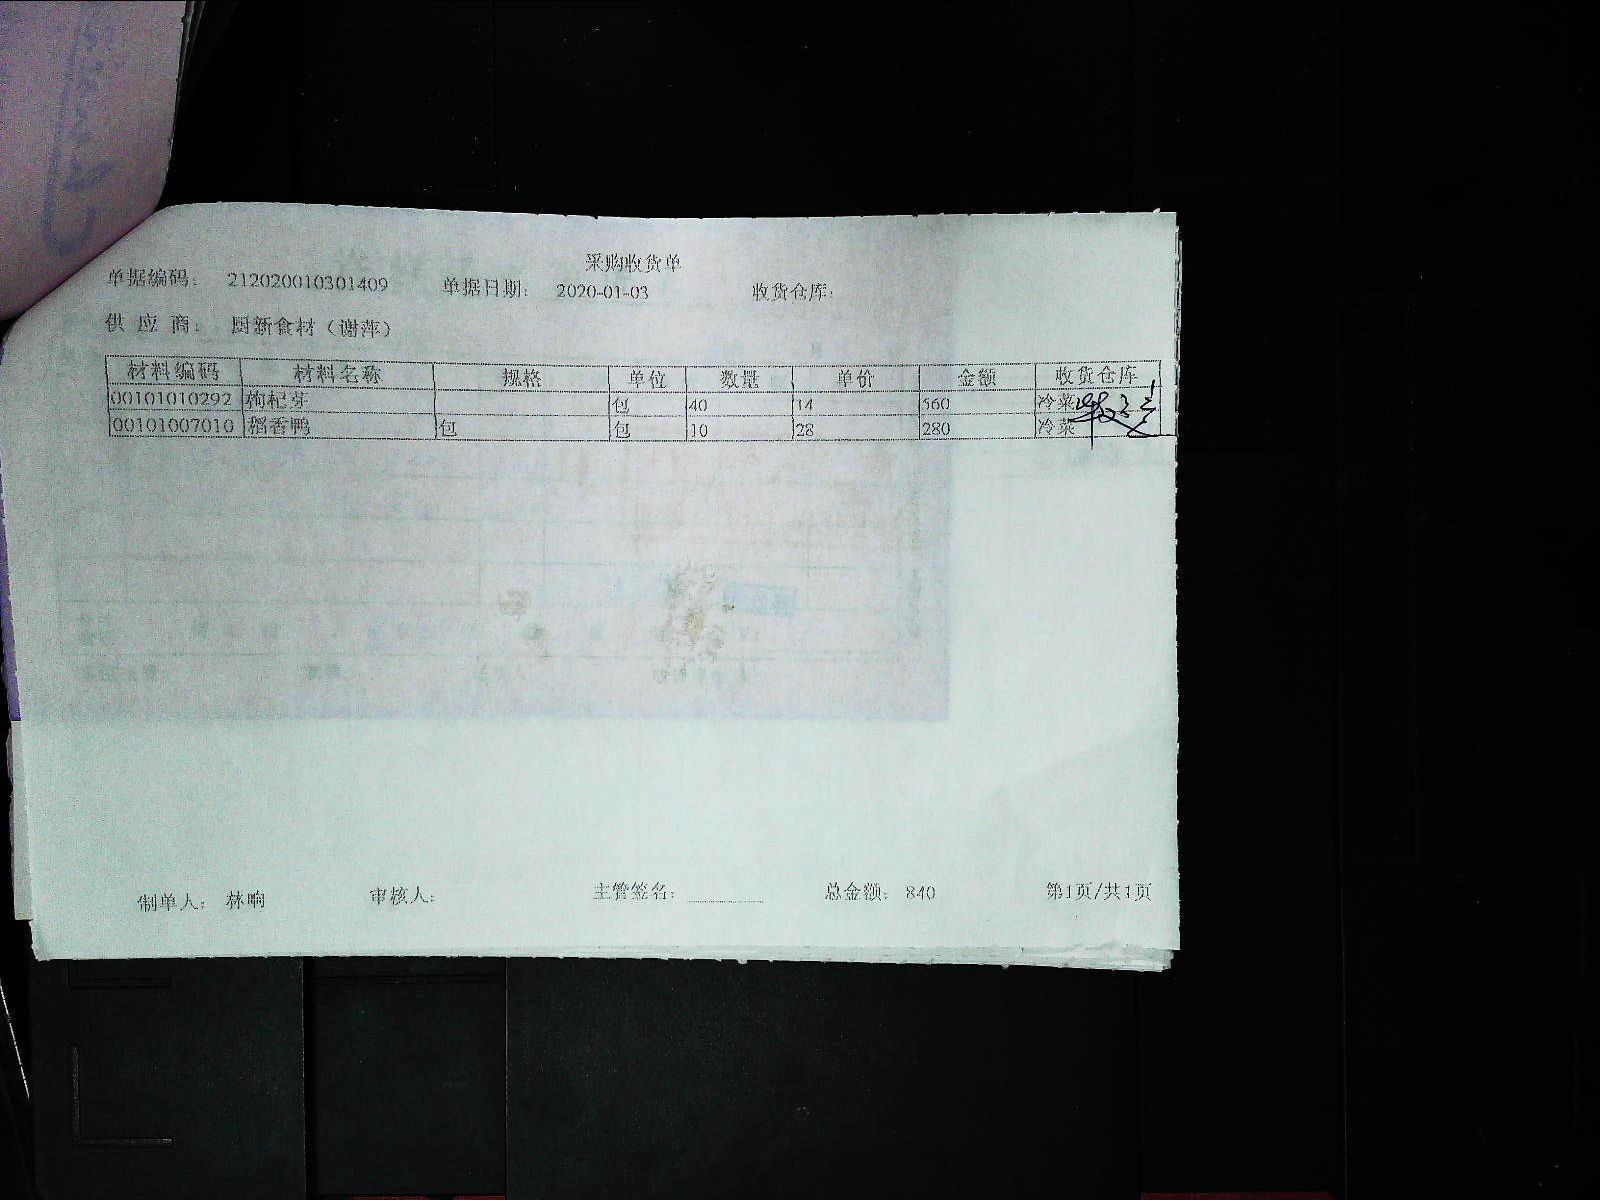 采购收货单
单据编码： 212020010301409 单据日期： 2020-01-03 收货仓库：
供 应 商： 厨新食材（谢萍）
材料编码 材料名称 规格 单位 数量 单价 金额 收货仓库
00101010292 枸杞芽 包 40 14 560 冷菜
00101007010 稻香鸭 包 包 10 28 280 冷菜
制单人： 林晌 审核人： 主管签名： 总金额： 840 第1页/共1页